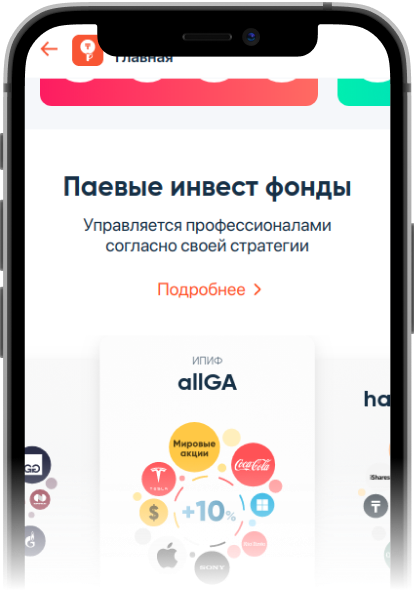 Главная
Паевые инвест фонды
Управляется профессионалами
согласно своей стратегии
Подробнее
ИПИФ
allGA
ha
Мировые
акции
TESLA
Coca-Cola
+10%
SONY
iShares